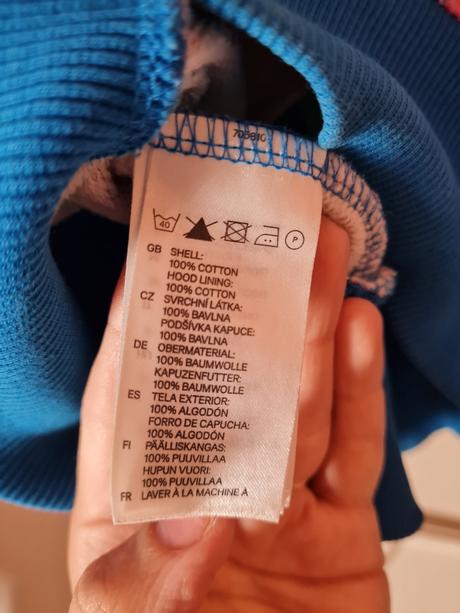 705810
40
P
GB SHELL:
100% COTTON
HOOD LINING:
100% COTTON
CZ SVRCHNÍ LÁTKA:
100% BAVLNA
PODŠÍVKA KAPUCE:
100% BAVLNA
DE OBERMATERIAL:
100% BAUMWOLLE
KAPUZENFUTTER:
100% BAUMWOLLE
ES TELA EXTERIOR:
100% ALGODÓN
FORRO DE CAPUCHA:
100% ALGODÓN
FI PÄÄLLISKANGAS:
100% PUUVILLAA
HUPUN VUORI:
100% PUUVILLAA
FR LAVER À LA MACHINE À